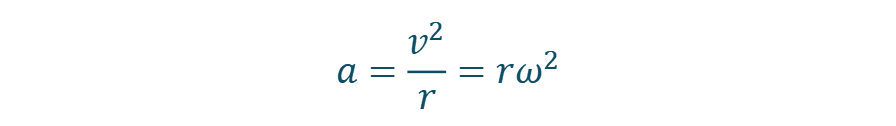 a = v²/r = rω²